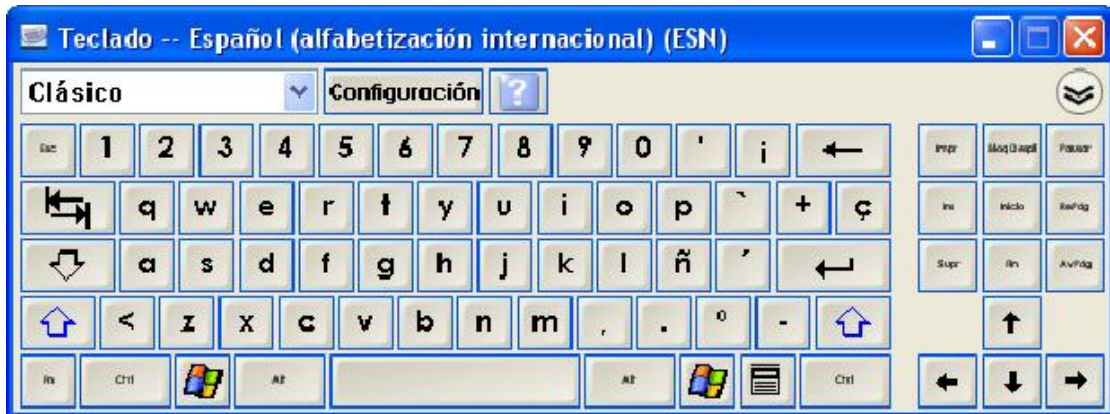 Teclado -- Español (alfabetización internacional) (ESN)
Clásico Configuración ?
Esc 1 2 3 4 5 6 7 8 9 0 ' ¡ Impr Bloq Despl Pausar
q w e r t y u i o p ` + ç Ins Inicio RePág
a s d f g h j k l ñ ´ Supr Fin AvPág
< z x c v b n m , . º -
Fn Ctrl Alt Alt Ctrl